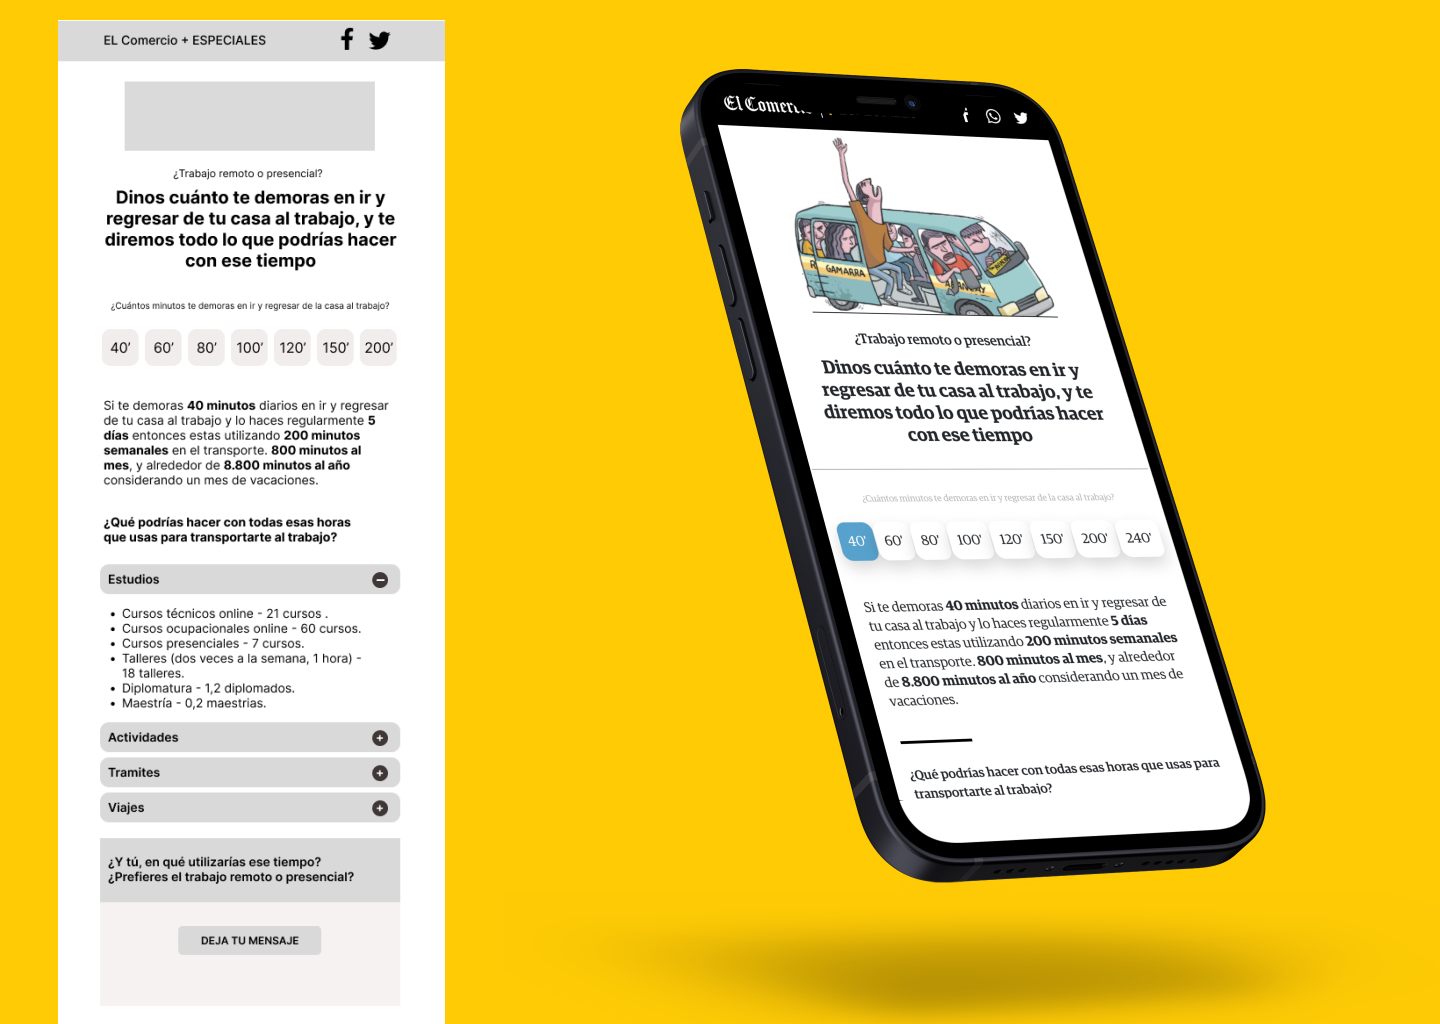 EL Comercio + ESPECIALES
¿Trabajo remoto o presencial?
Dinos cuánto te demoras en ir y
regresar de tu casa al trabajo, y te
diremos todo lo que podrías hacer
con ese tiempo
¿Cuántos minutos te demoras en ir y regresar de la casa al trabajo?
40' 60' 80' 100' 120' 150' 200'
Si te demoras 40 minutos diarios en ir y regresar
de tu casa al trabajo y lo haces regularmente 5
días entonces estas utilizando 200 minutos
semanales en el transporte. 800 minutos al
mes, y alrededor de 8.800 minutos al año
considerando un mes de vacaciones.
¿Qué podrías hacer con todas esas horas
que usas para transportarte al trabajo?
Estudios
• Cursos técnicos online - 21 cursos .
• Cursos ocupacionales online - 60 cursos.
• Cursos presenciales - 7 cursos.
• Talleres (dos veces a la semana, 1 hora) -
18 talleres.
• Diplomatura - 1,2 diplomados.
• Maestría - 0,2 maestrias.
Actividades
Tramites
Viajes
¿Y tú, en qué utilizarías ese tiempo?
¿Prefieres el trabajo remoto o presencial?
DEJA TU MENSAJE
El
GAMARRA
¿Trabajo remoto o presencial?
Dinos cuánto te demoras en ir y
regresar de tu casa al trabajo, y te
diremos todo lo que podrías hacer
con ese tiempo
¿Cuántos minutos te demoras en ir y regresar de la casa al trabajo?
40' 60' 80' 100' 120' 150' 200' 240'
Si te demoras 40 minutos diarios en ir y regresar de
tu casa al trabajo y lo haces regularmente 5 días
entonces estas utilizando 200 minutos semanales
en el transporte. 800 minutos al mes, y alrededor
de 8.800 minutos al año considerando un mes de
vacaciones.
¿Qué podrías hacer con todas esas horas que usas para
transportarte al trabajo?